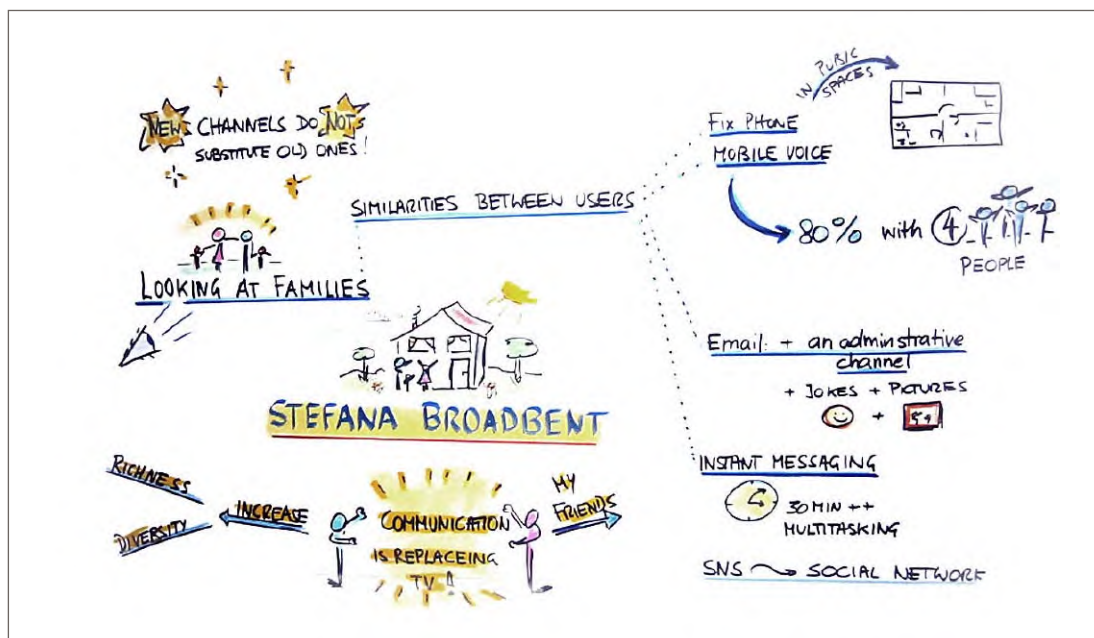 NEW CHANNELS DO NOT
SUBSTITUTE OLD ONES!
LOOKING AT FAMILIES
SIMILARITIES BETWEEN USERS
FIX PHONE
IN PUBIC
SPACES
MOBILE VOICE
80% with 4
PEOPLE
Email: + an adminstrative
channel
+ JOKES + PICTURES
+
INSTANT MESSAGING
30 MIN ++
MULTITASKING
SNS SOCIAL NETWORK
STEFANA BROADBENT
RICHNESS
DIVERSITY
INCREASE
COMMUNICATION
IS REPLACEING
TV!
MY
FRIENDS